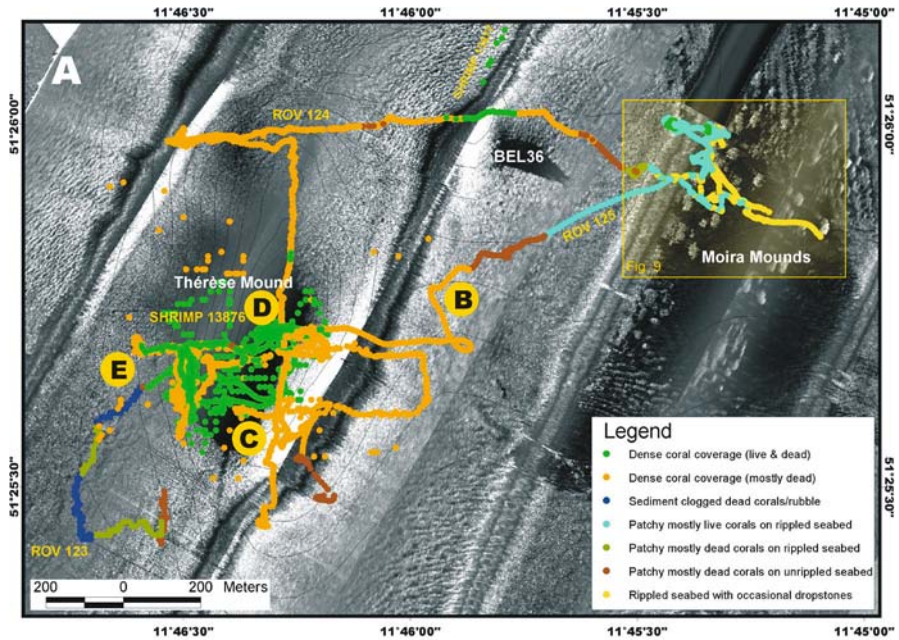 11°46'30" 11°46'00" 11°45'30" 11°45'00"
A
51°26'00"
51°26'00"
ROV 124
BEL36
ROV 125
Fig. 9
Moira Mounds
Thérèse Mound
SHRIMP 13876
D
B
E
C
51°25'30"
51°25'30"
ROV 123
Legend
Dense coral coverage (live & dead)
Dense coral coverage (mostly dead)
Sediment clogged dead corals/rubble
Patchy mostly live corals on rippled seabed
Patchy mostly dead corals on rippled seabed
Patchy mostly dead corals on unrippled seabed
Rippled seabed with occasional dropstones
200 0 200 Meters
11°46'30" 11°46'00" 11°45'30" 11°45'00"
SHRIMP